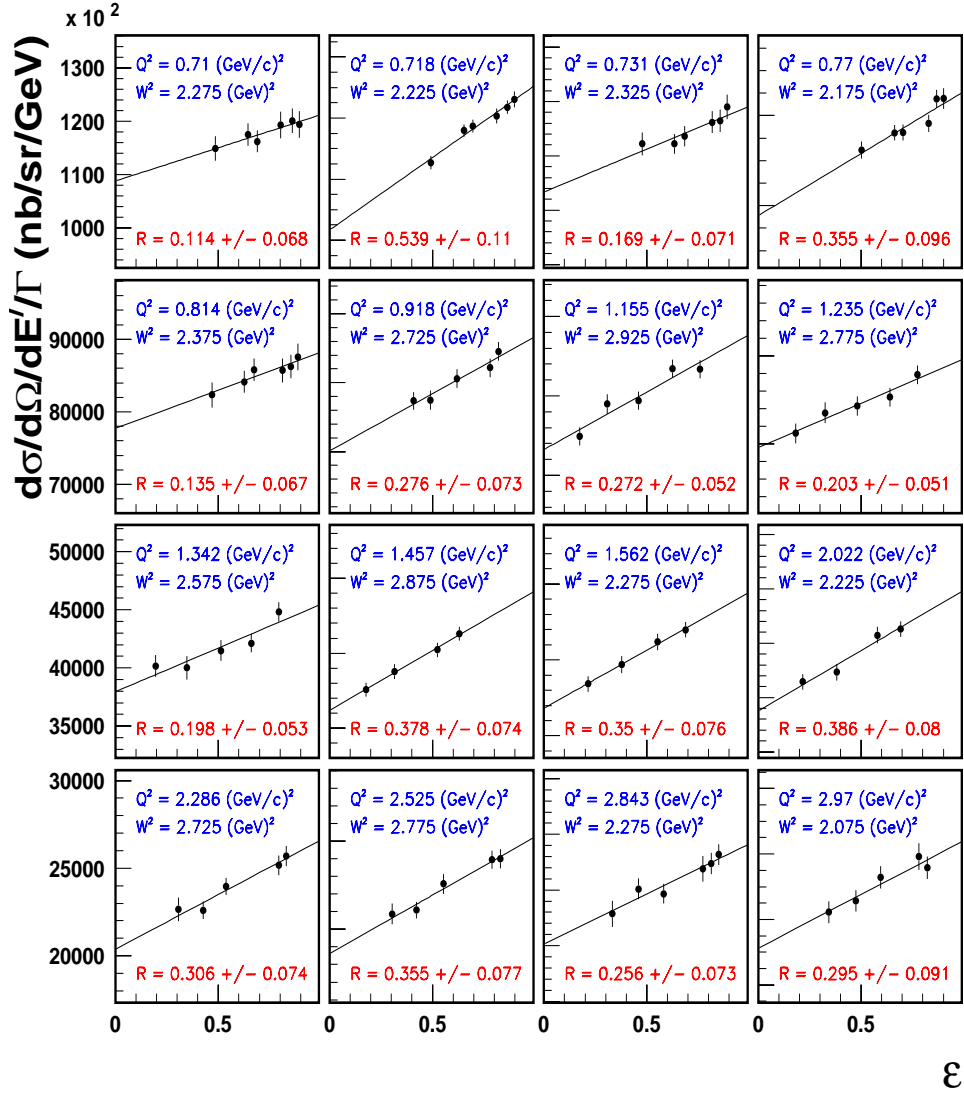 x 10 2
dσ/dΩ/dE'/Γ (nb/sr/GeV)
1300
1200
1100
1000
Q² = 0.71 (GeV/c)²
W² = 2.275 (GeV)²
R = 0.114 +/- 0.068
Q² = 0.718 (GeV/c)²
W² = 2.225 (GeV)²
R = 0.539 +/- 0.11
Q² = 0.731 (GeV/c)²
W² = 2.325 (GeV)²
R = 0.169 +/- 0.071
Q² = 0.77 (GeV/c)²
W² = 2.175 (GeV)²
R = 0.355 +/- 0.096
90000
80000
70000
Q² = 0.814 (GeV/c)²
W² = 2.375 (GeV)²
R = 0.135 +/- 0.067
Q² = 0.918 (GeV/c)²
W² = 2.725 (GeV)²
R = 0.276 +/- 0.073
Q² = 1.155 (GeV/c)²
W² = 2.925 (GeV)²
R = 0.272 +/- 0.052
Q² = 1.235 (GeV/c)²
W² = 2.775 (GeV)²
R = 0.203 +/- 0.051
50000
45000
40000
35000
Q² = 1.342 (GeV/c)²
W² = 2.575 (GeV)²
R = 0.198 +/- 0.053
Q² = 1.457 (GeV/c)²
W² = 2.875 (GeV)²
R = 0.378 +/- 0.074
Q² = 1.562 (GeV/c)²
W² = 2.275 (GeV)²
R = 0.35 +/- 0.076
Q² = 2.022 (GeV/c)²
W² = 2.225 (GeV)²
R = 0.386 +/- 0.08
30000
25000
20000
Q² = 2.286 (GeV/c)²
W² = 2.725 (GeV)²
R = 0.306 +/- 0.074
Q² = 2.525 (GeV/c)²
W² = 2.775 (GeV)²
R = 0.355 +/- 0.077
Q² = 2.843 (GeV/c)²
W² = 2.275 (GeV)²
R = 0.256 +/- 0.073
Q² = 2.97 (GeV/c)²
W² = 2.075 (GeV)²
R = 0.295 +/- 0.091
0 0.5 0 0.5 0 0.5 0 0.5
ε